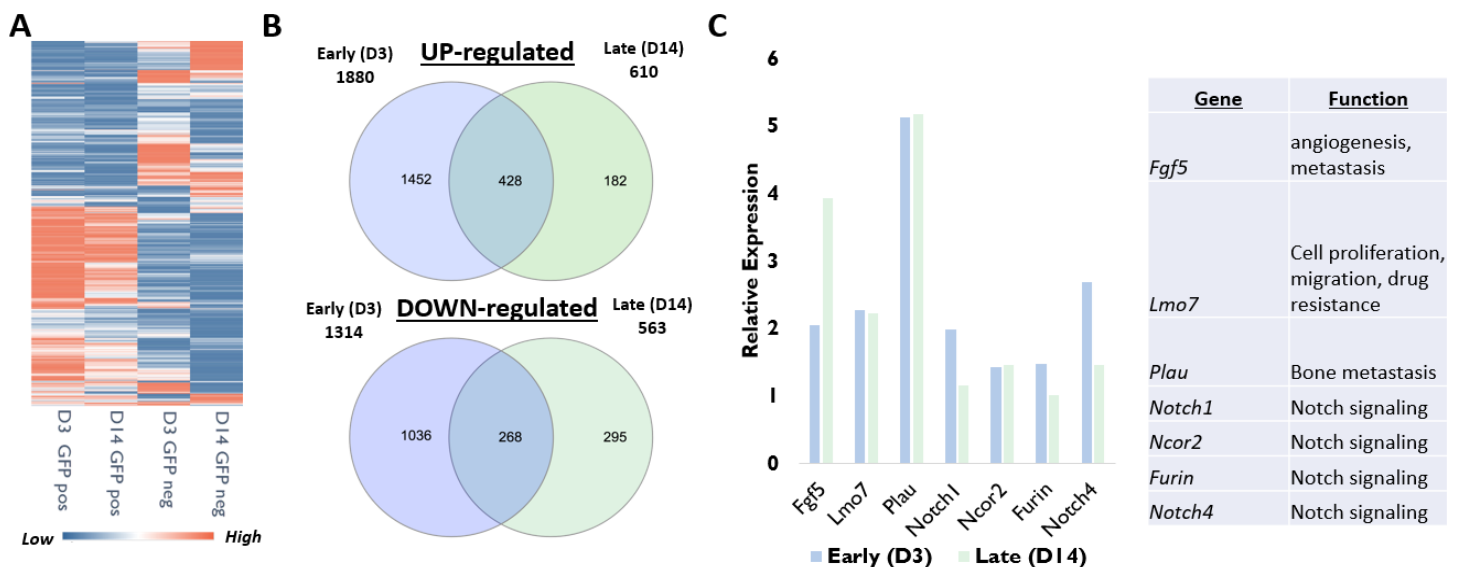 A
D3 GFP pos
D14 GFP pos
D3 GFP neg
D14 GFP neg
Low
High
B
Early (D3)
1880
UP-regulated
Late (D14)
610
1452
428
182
Early (D3)
1314
DOWN-regulated
Late (D14)
563
1036
268
295
C
Relative Expression
6
5
4
3
2
1
0
Fgf5
Lmo7
Plau
Notch1
Ncor2
Furin
Notch4
Early (D3)
Late (D14)
Gene Function
Fgf5 angiogenesis,
metastasis
Lmo7 Cell proliferation,
migration, drug
resistance
Plau Bone metastasis
Notch1 Notch signaling
Ncor2 Notch signaling
Furin Notch signaling
Notch4 Notch signaling